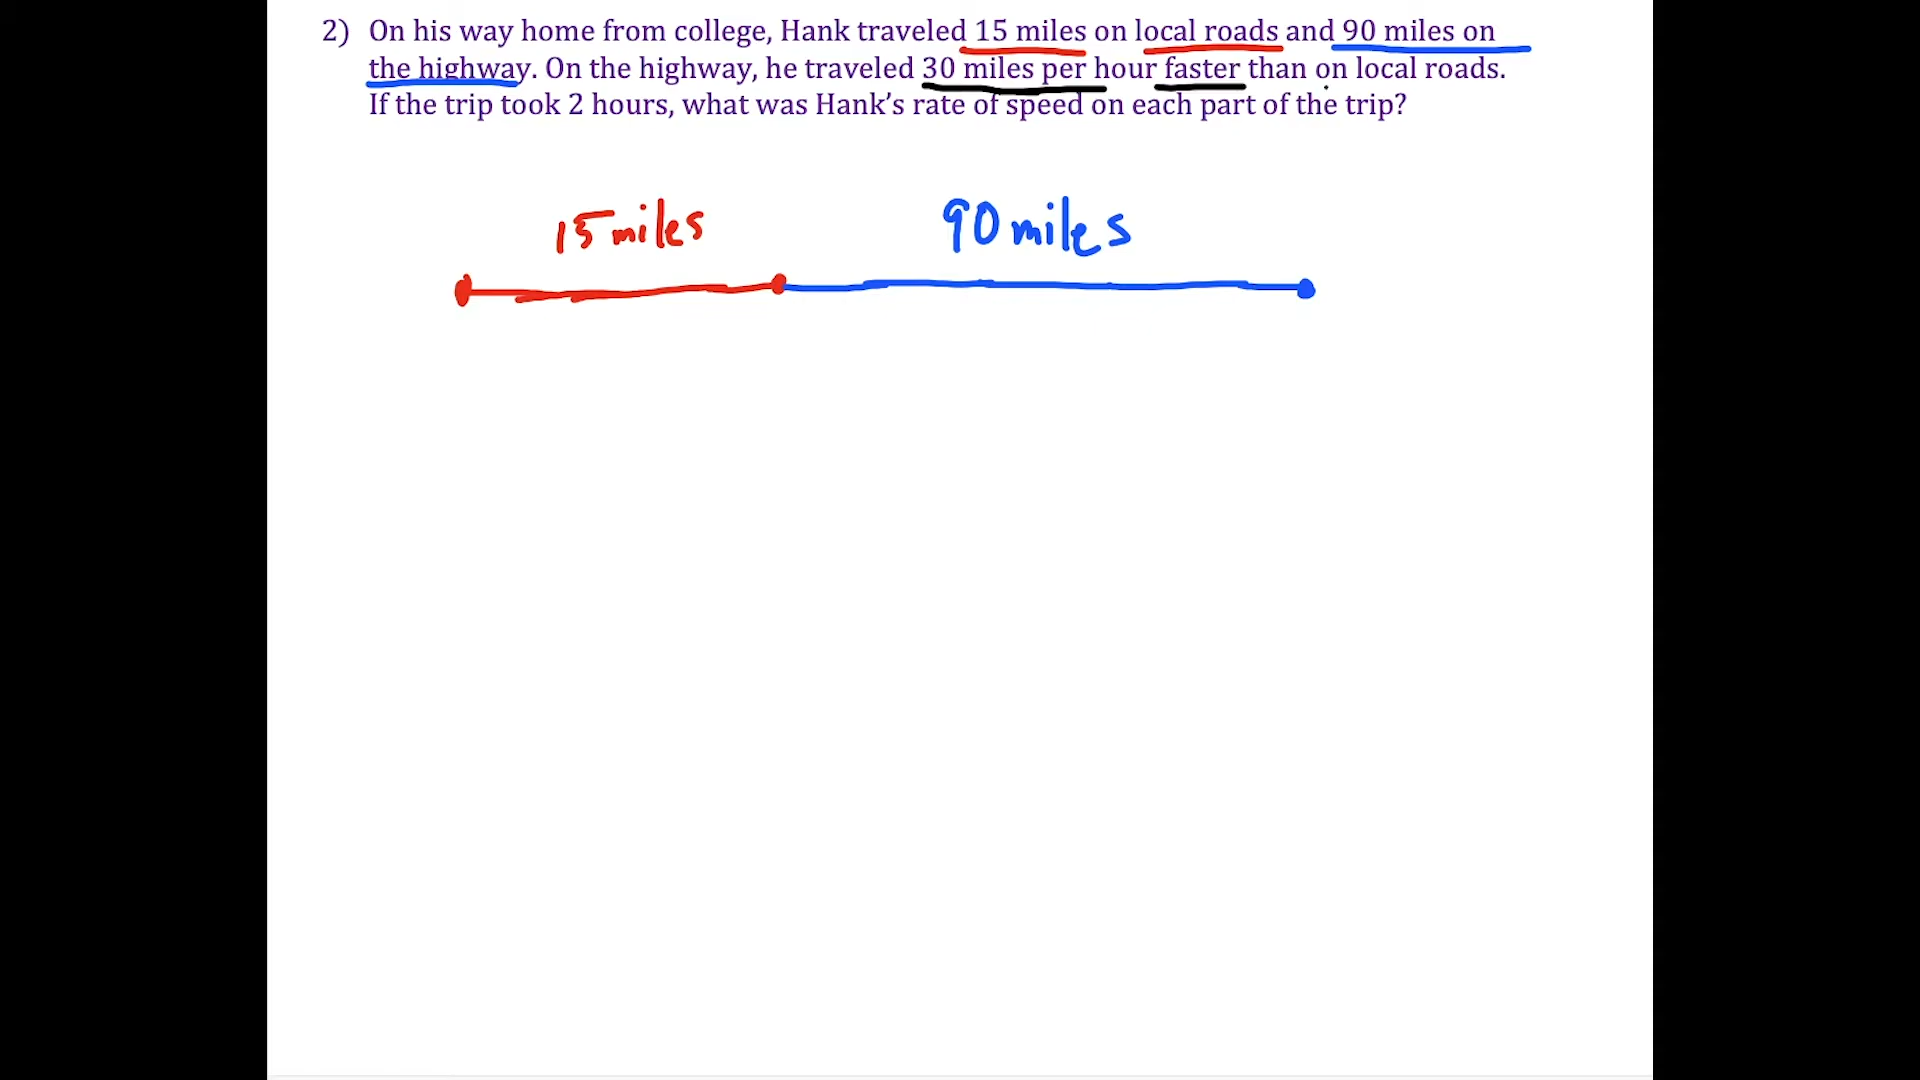 2) On his way home from college, Hank traveled 15 miles on local roads and 90 miles on
the highway. On the highway, he traveled 30 miles per hour faster than on local roads.
If the trip took 2 hours, what was Hank’s rate of speed on each part of the trip?
15 miles 90 miles